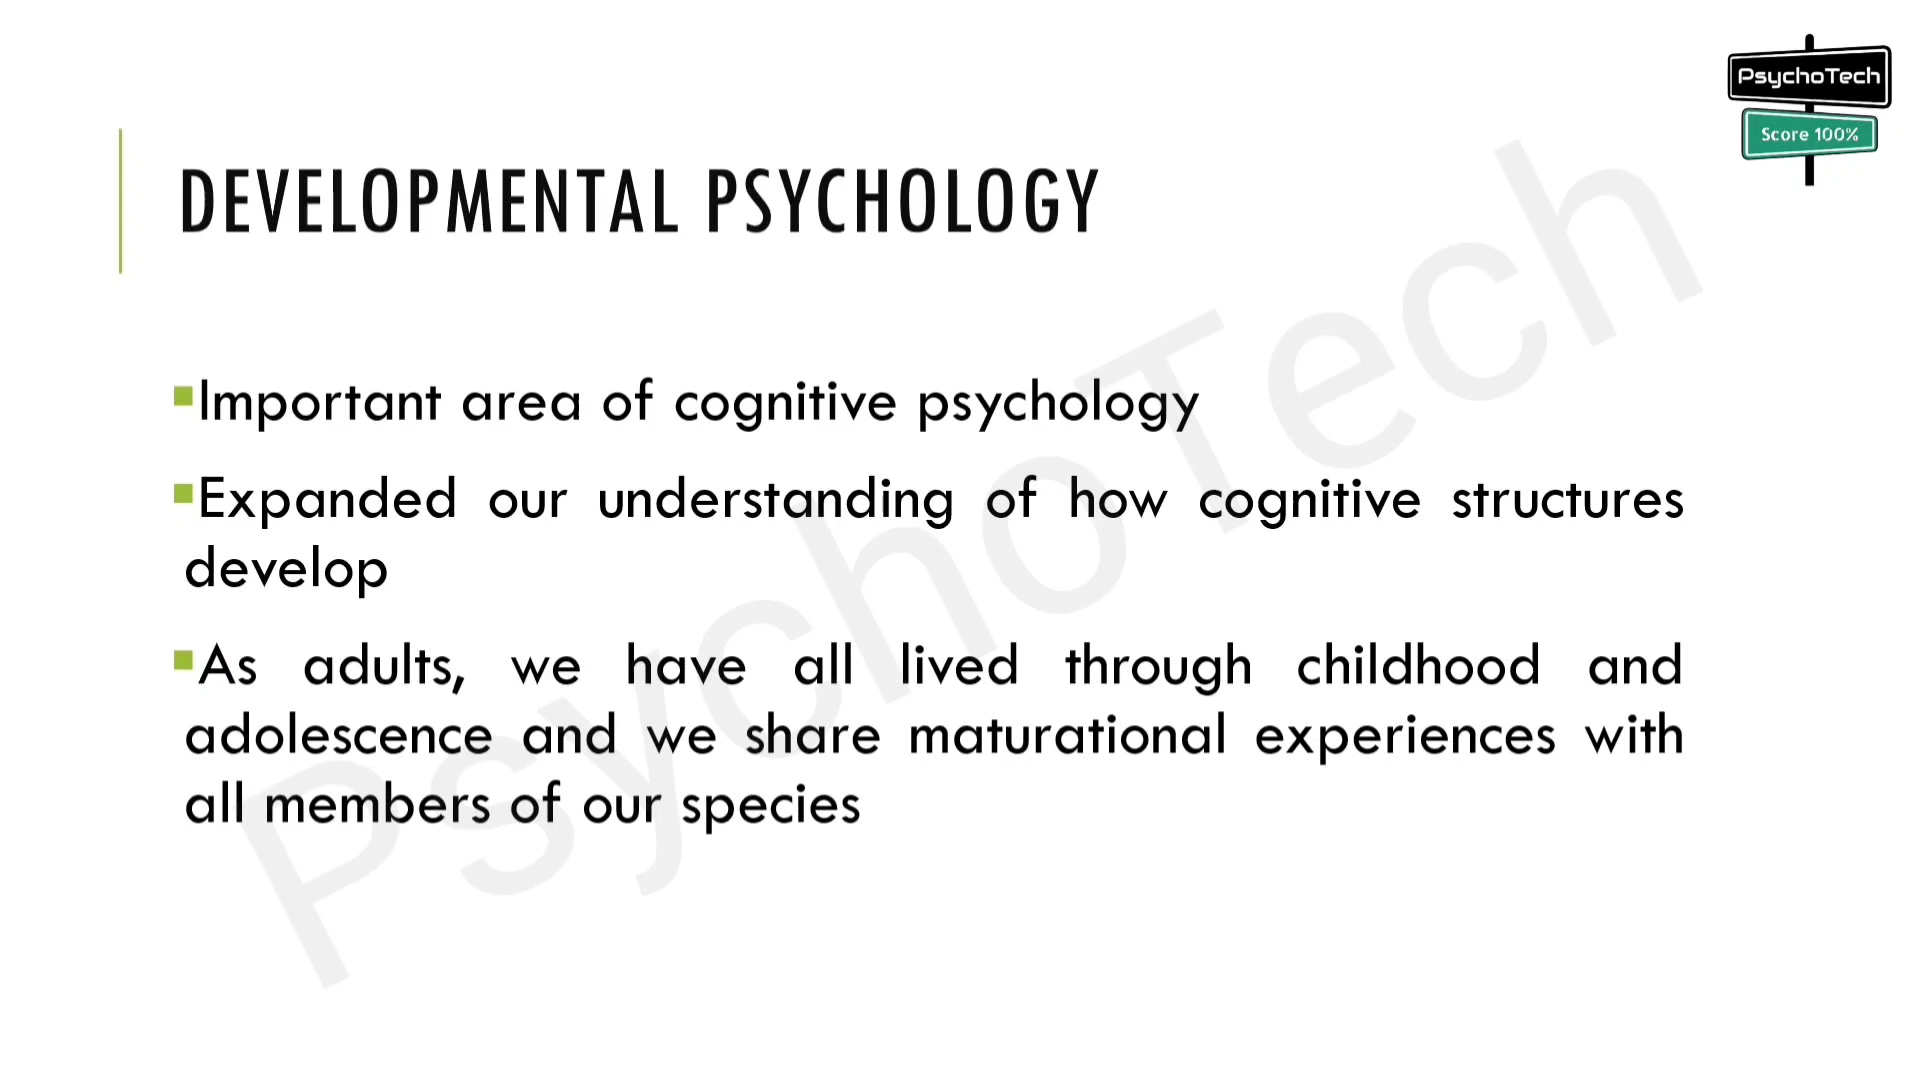 PsychoTech
Score 100%
DEVELOPMENTAL PSYCHOLOGY
▪Important area of cognitive psychology
▪Expanded our understanding of how cognitive structures
develop
▪As adults, we have all lived through childhood and
adolescence and we share maturational experiences with
all members of our species
PsychoTech